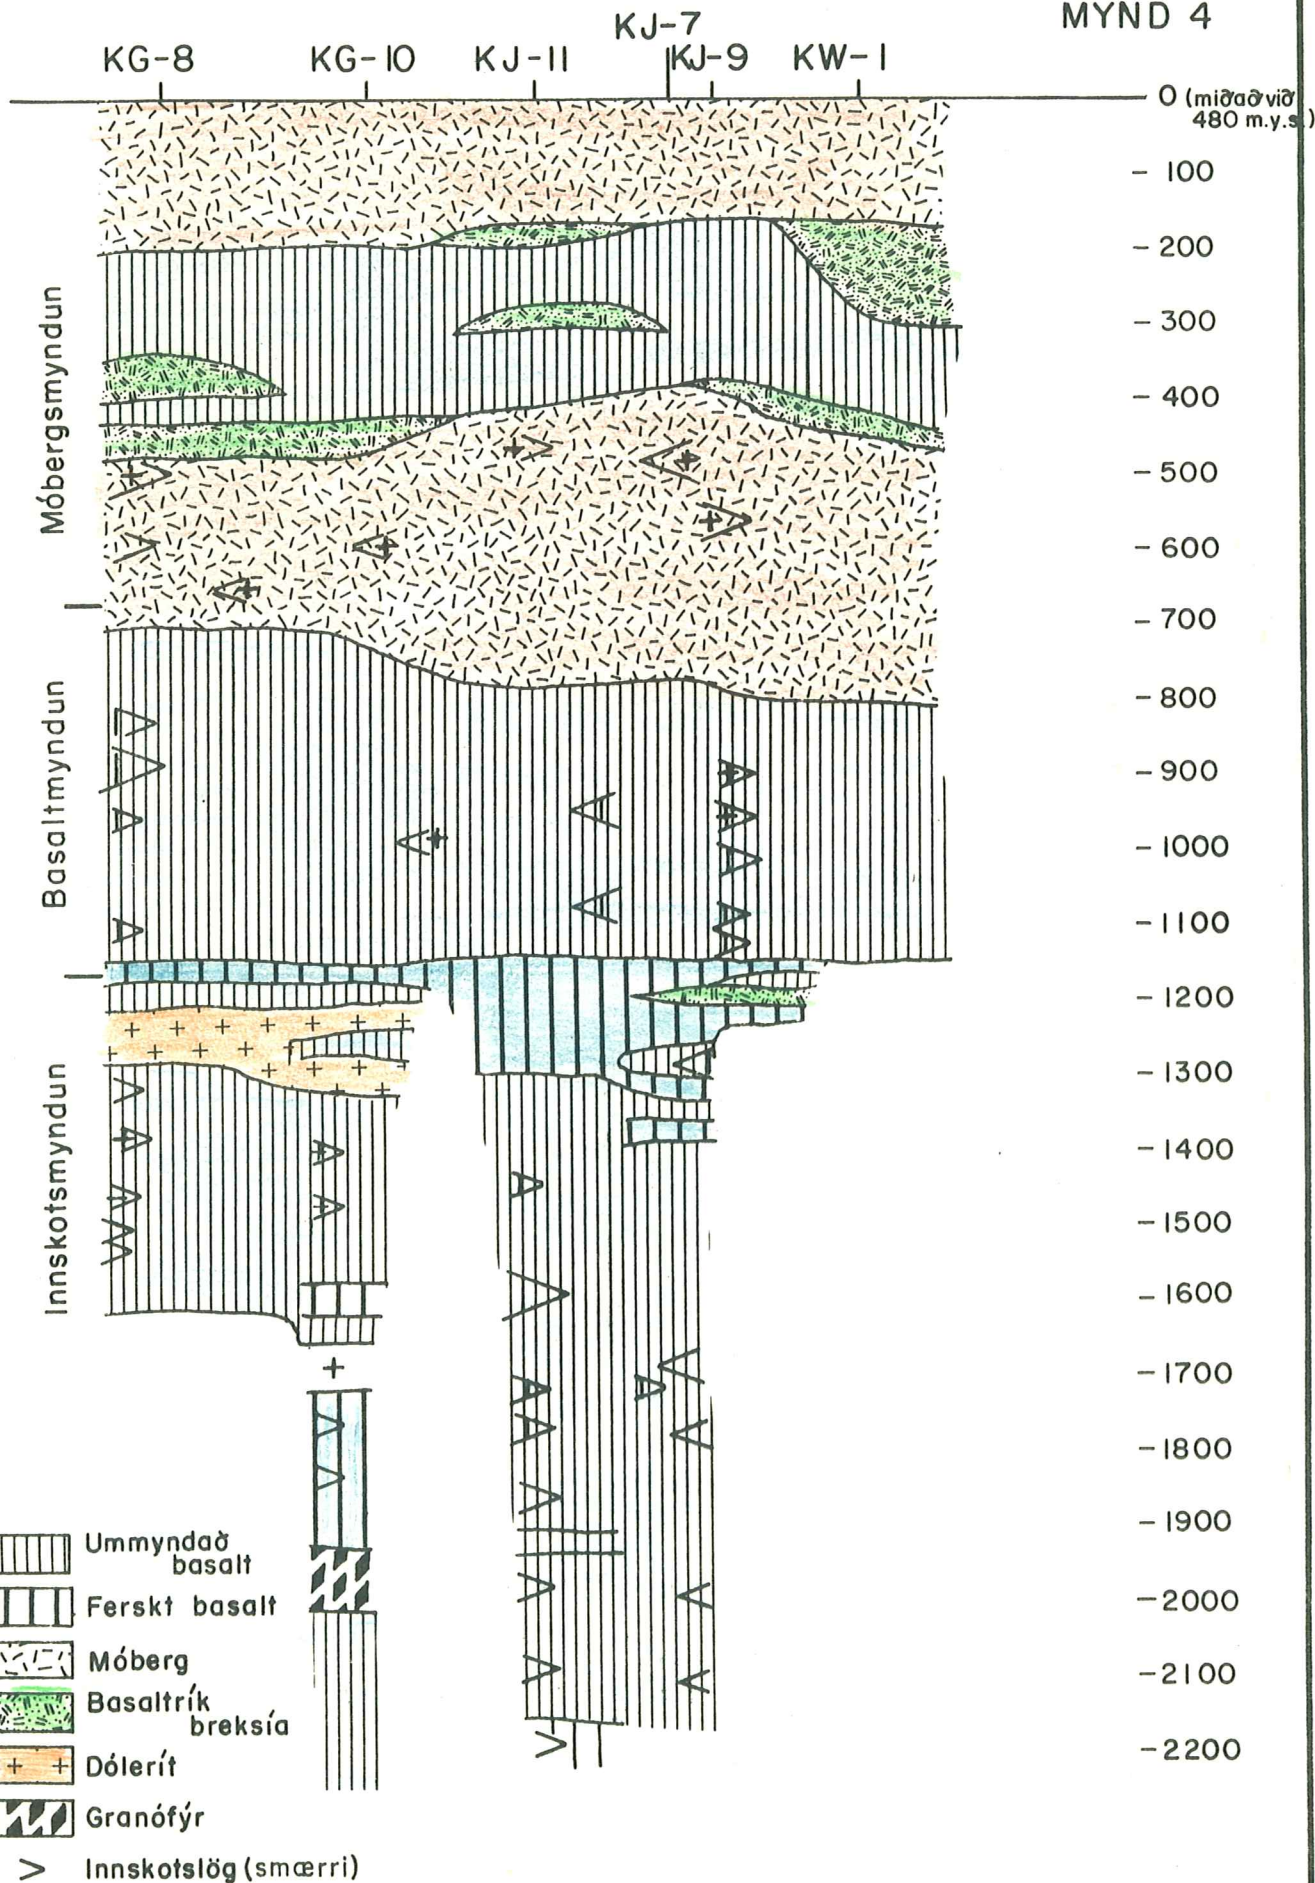 MYND 4
KJ-7
KG-8 KG-10 KJ-11 KJ-9 KW-1
0 (miðað við
480 m.y.s.)
100
200
300
400
500
600
700
800
900
1000
1100
1200
1300
1400
1500
1600
1700
1800
1900
2000
2100
2200
Móbergsmyndun
Basaltmyndun
Innskotsmyndun
Ummyndað
basalt
Ferskt basalt
Móberg
Basaltrík
breksía
Dólerít
Granófýr
Innskotslög (smærri)